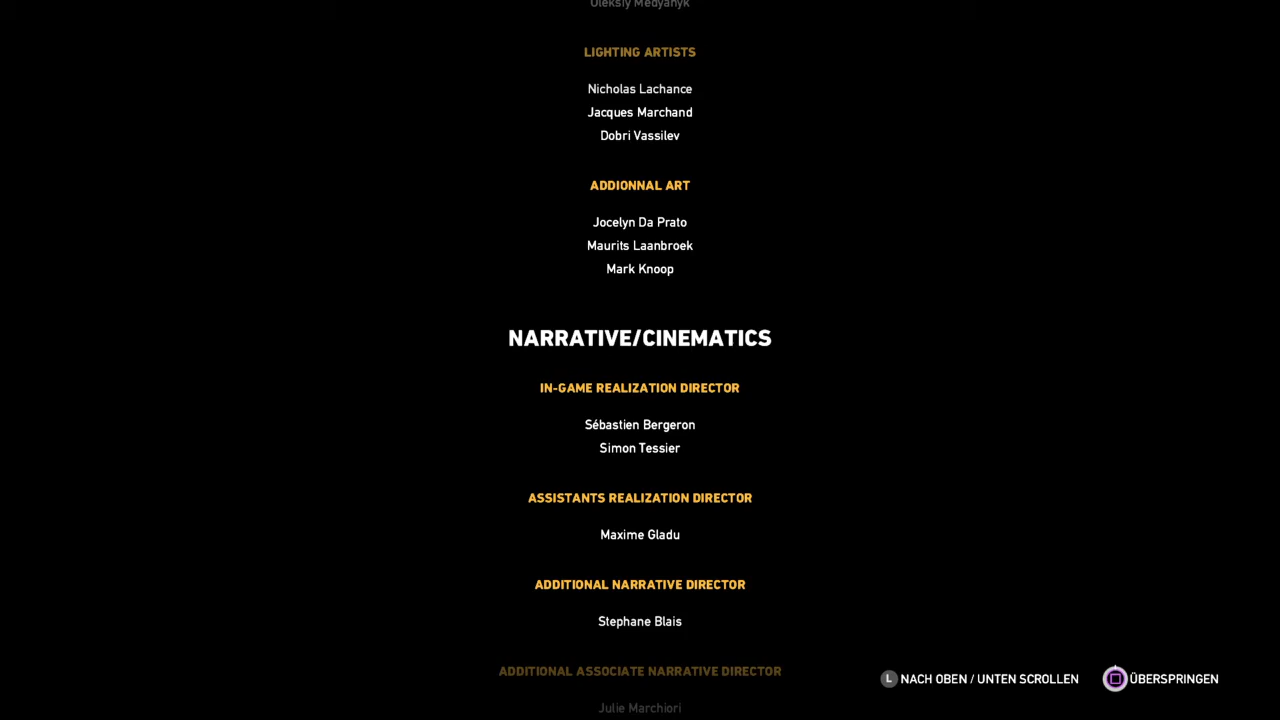 Oleksiy Medyanyk
LIGHTING ARTISTS
Nicholas Lachance
Jacques Marchand
Dobri Vassilev
ADDIONNAL ART
Jocelyn Da Prato
Maurits Laanbroek
Mark Knoop
NARRATIVE/CINEMATICS
IN-GAME REALIZATION DIRECTOR
Sébastien Bergeron
Simon Tessier
ASSISTANTS REALIZATION DIRECTOR
Maxime Gladu
ADDITIONAL NARRATIVE DIRECTOR
Stephane Blais
ADDITIONAL ASSOCIATE NARRATIVE DIRECTOR
Julie Marchiori
L NACH OBEN / UNTEN SCROLLEN
ÜBERSPRINGEN